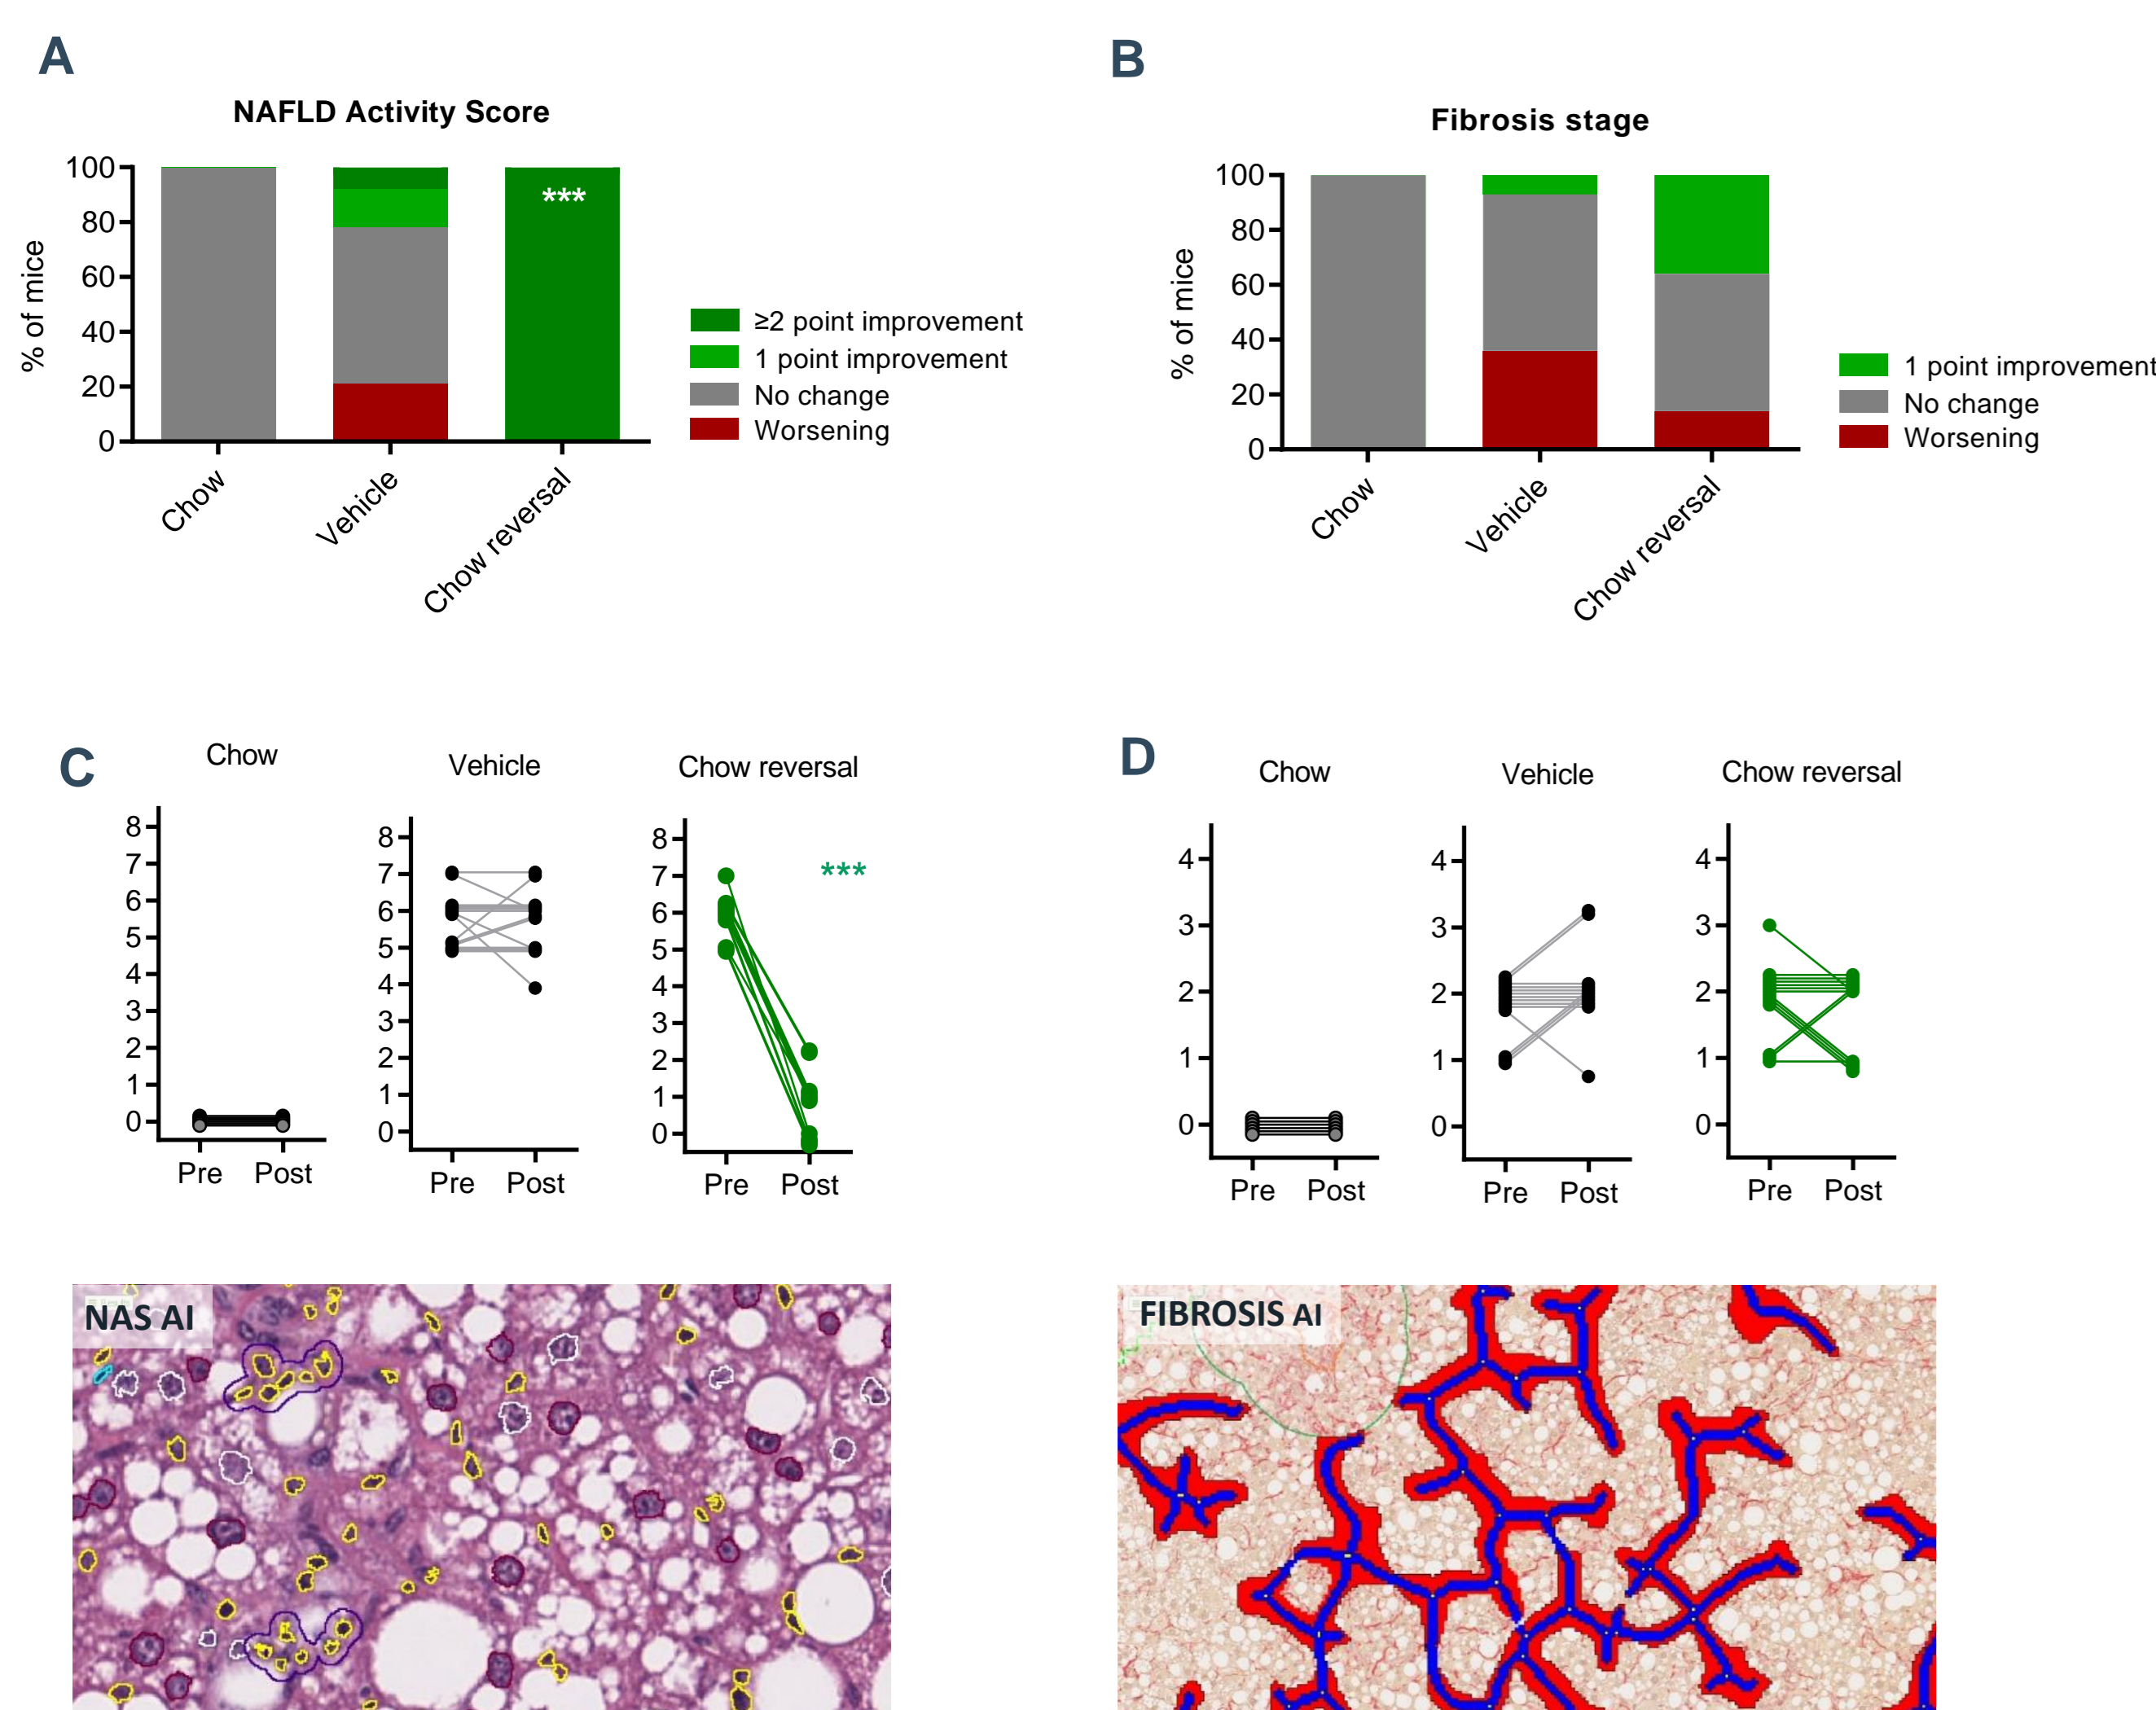 A
NAFLD Activity Score
% of mice
100
80
60
40
20
0
***
Chow
Vehicle
Chow reversal
≥2 point improvement
1 point improvement
No change
Worsening
B
Fibrosis stage
% of mice
100
80
60
40
20
0
Chow
Vehicle
Chow reversal
1 point improvement
No change
Worsening
C
Chow
8
7
6
5
4
3
2
1
0
Pre Post
Vehicle
8
7
6
5
4
3
2
1
0
Pre Post
Chow reversal
8
7
6
5
4
3
2
1
0
***
Pre Post
D
Chow
4
3
2
1
0
Pre Post
Vehicle
4
3
2
1
0
Pre Post
Chow reversal
4
3
2
1
0
Pre Post
NAS AI
FIBROSIS AI